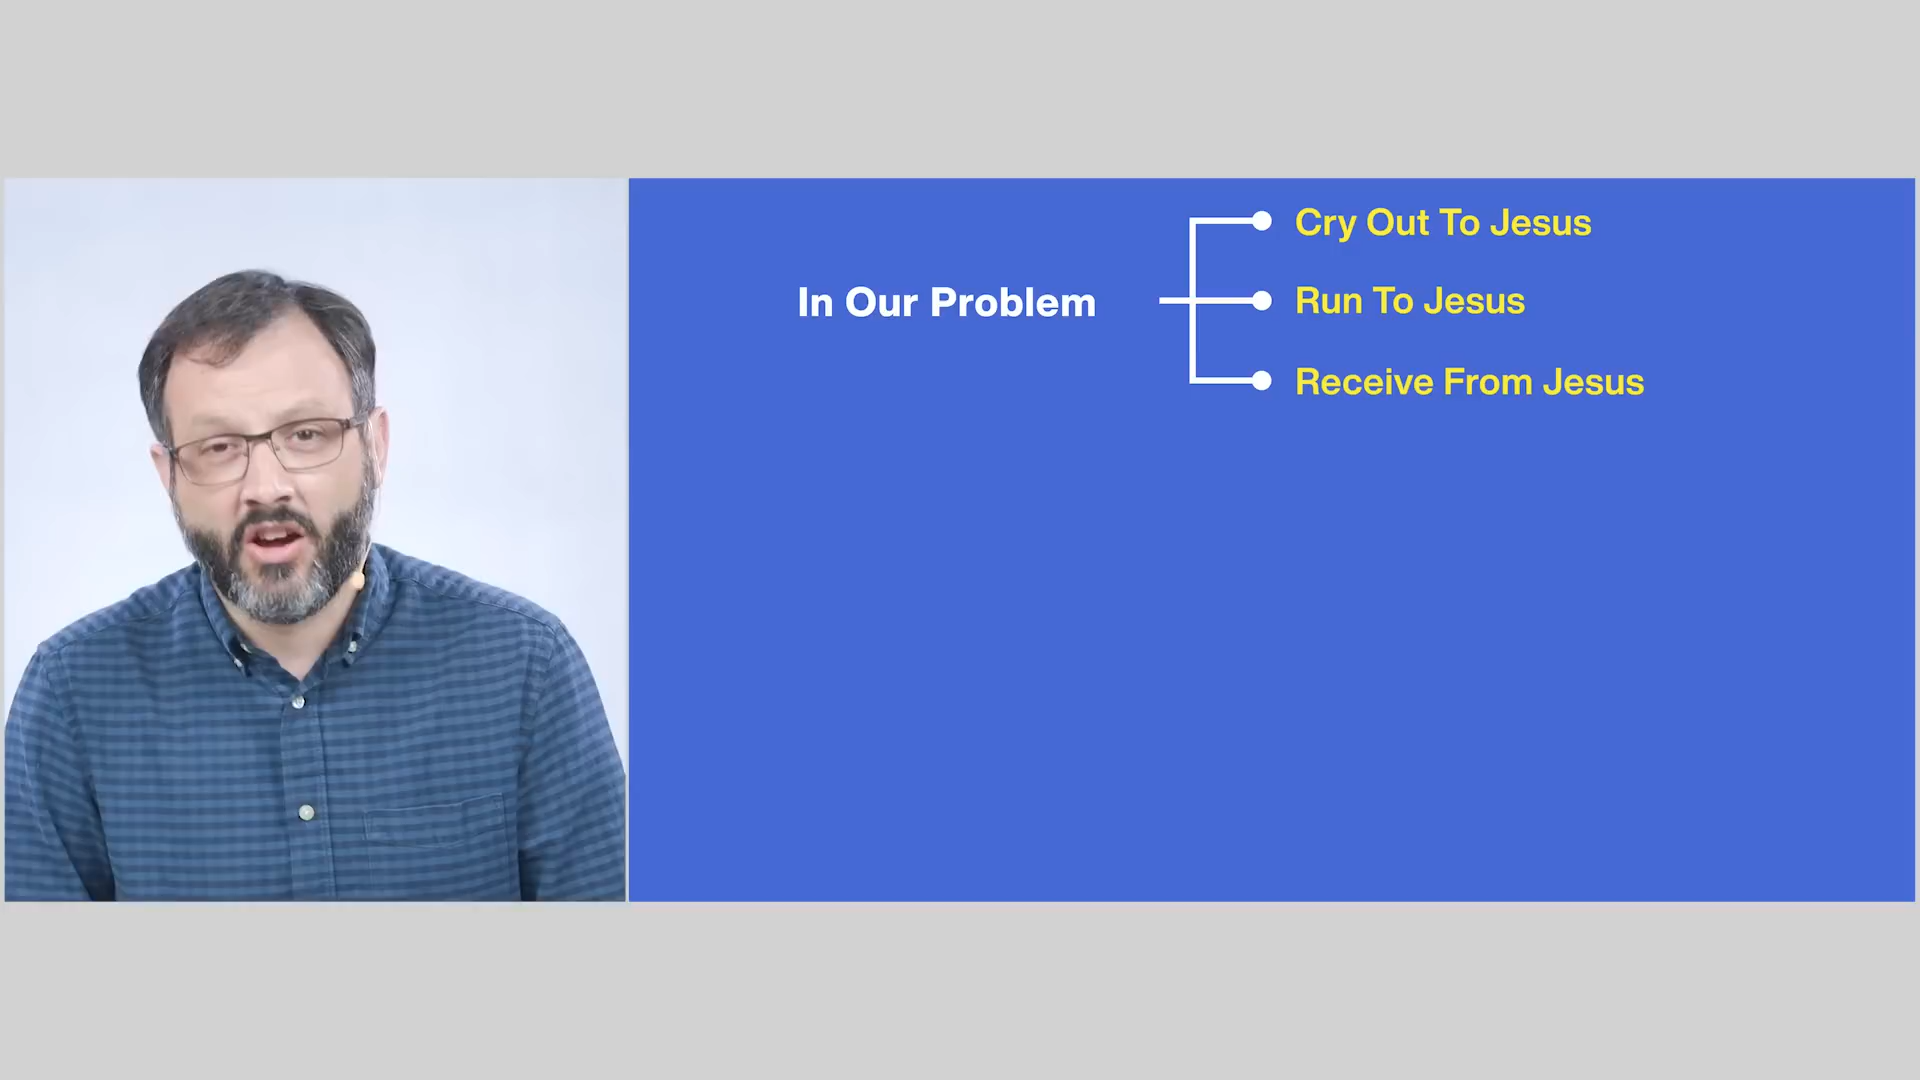 In Our Problem
Cry Out To Jesus
Run To Jesus
Receive From Jesus